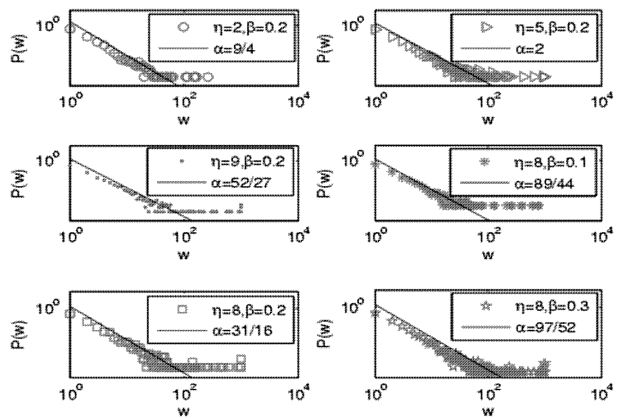 10⁰
P(w)
η=2,β=0.2
α=9/4
10⁰ 10² 10⁴
w
10⁰
P(w)
η=5,β=0.2
α=2
10⁰ 10² 10⁴
w
10⁰
P(w)
η=9,β=0.2
α=52/27
10⁰ 10² 10⁴
w
10⁰
P(w)
η=8,β=0.1
α=89/44
10⁰ 10² 10⁴
w
10⁰
P(w)
η=8,β=0.2
α=31/16
10⁰ 10² 10⁴
w
10⁰
P(w)
η=8,β=0.3
α=97/52
10⁰ 10² 10⁴
w